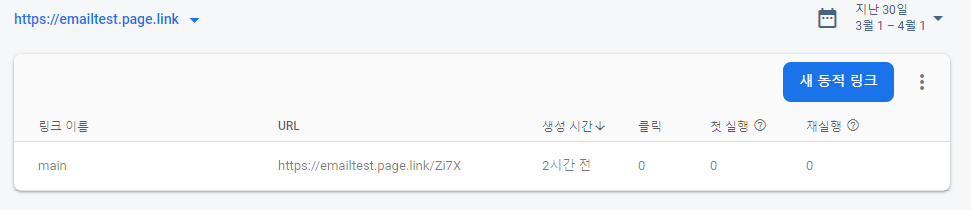 https://emailtest.page.link
지난 30일
3월 1 – 4월 1
새 동적 링크
링크 이름 URL 생성 시간 클릭 첫 실행 재실행
main https://emailtest.page.link/Zi7X 2시간 전 0 0 0